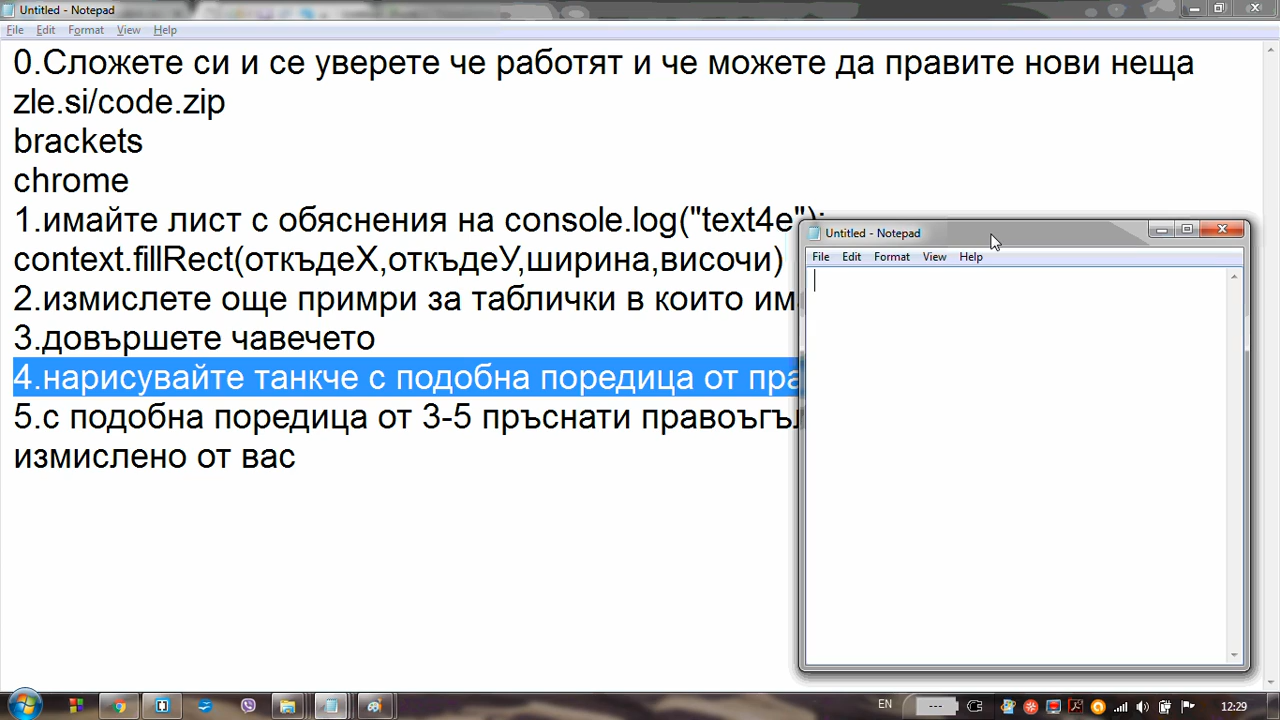 Untitled - Notepad
File Edit Format View Help
0.Сложете си и се уверете че работят и че можете да правите нови неща
zle.si/code.zip
brackets
chrome
1.имайте лист с обяснения на console.log("text4e");
context.fillRect(откъдеX,откъдеУ,ширина,височи)
2.измислете още примри за таблички в които
3.довършете чавечето
4.нарисувайте танкче с подобна поредица от
5.с подобна поредица от 3-5 пръснати
измислено от вас
Untitled - Notepad
File Edit Format View Help
EN
12:29